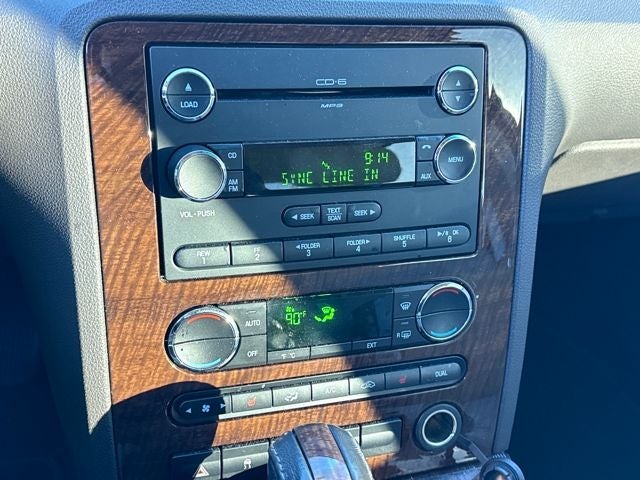 CD-6
MP3
LOAD
CD
9:14
SYNC LINE IN
MENU
AM
FM
AUX
VOL-PUSH
SEEK
TEXT
SCAN
SEEK
REW
1
FF
2
FOLDER
3
FOLDER
4
SHUFFLE
5
OK
6
AUTO
90°F
OFF
R
°F °C
EXT
A/C
DUAL